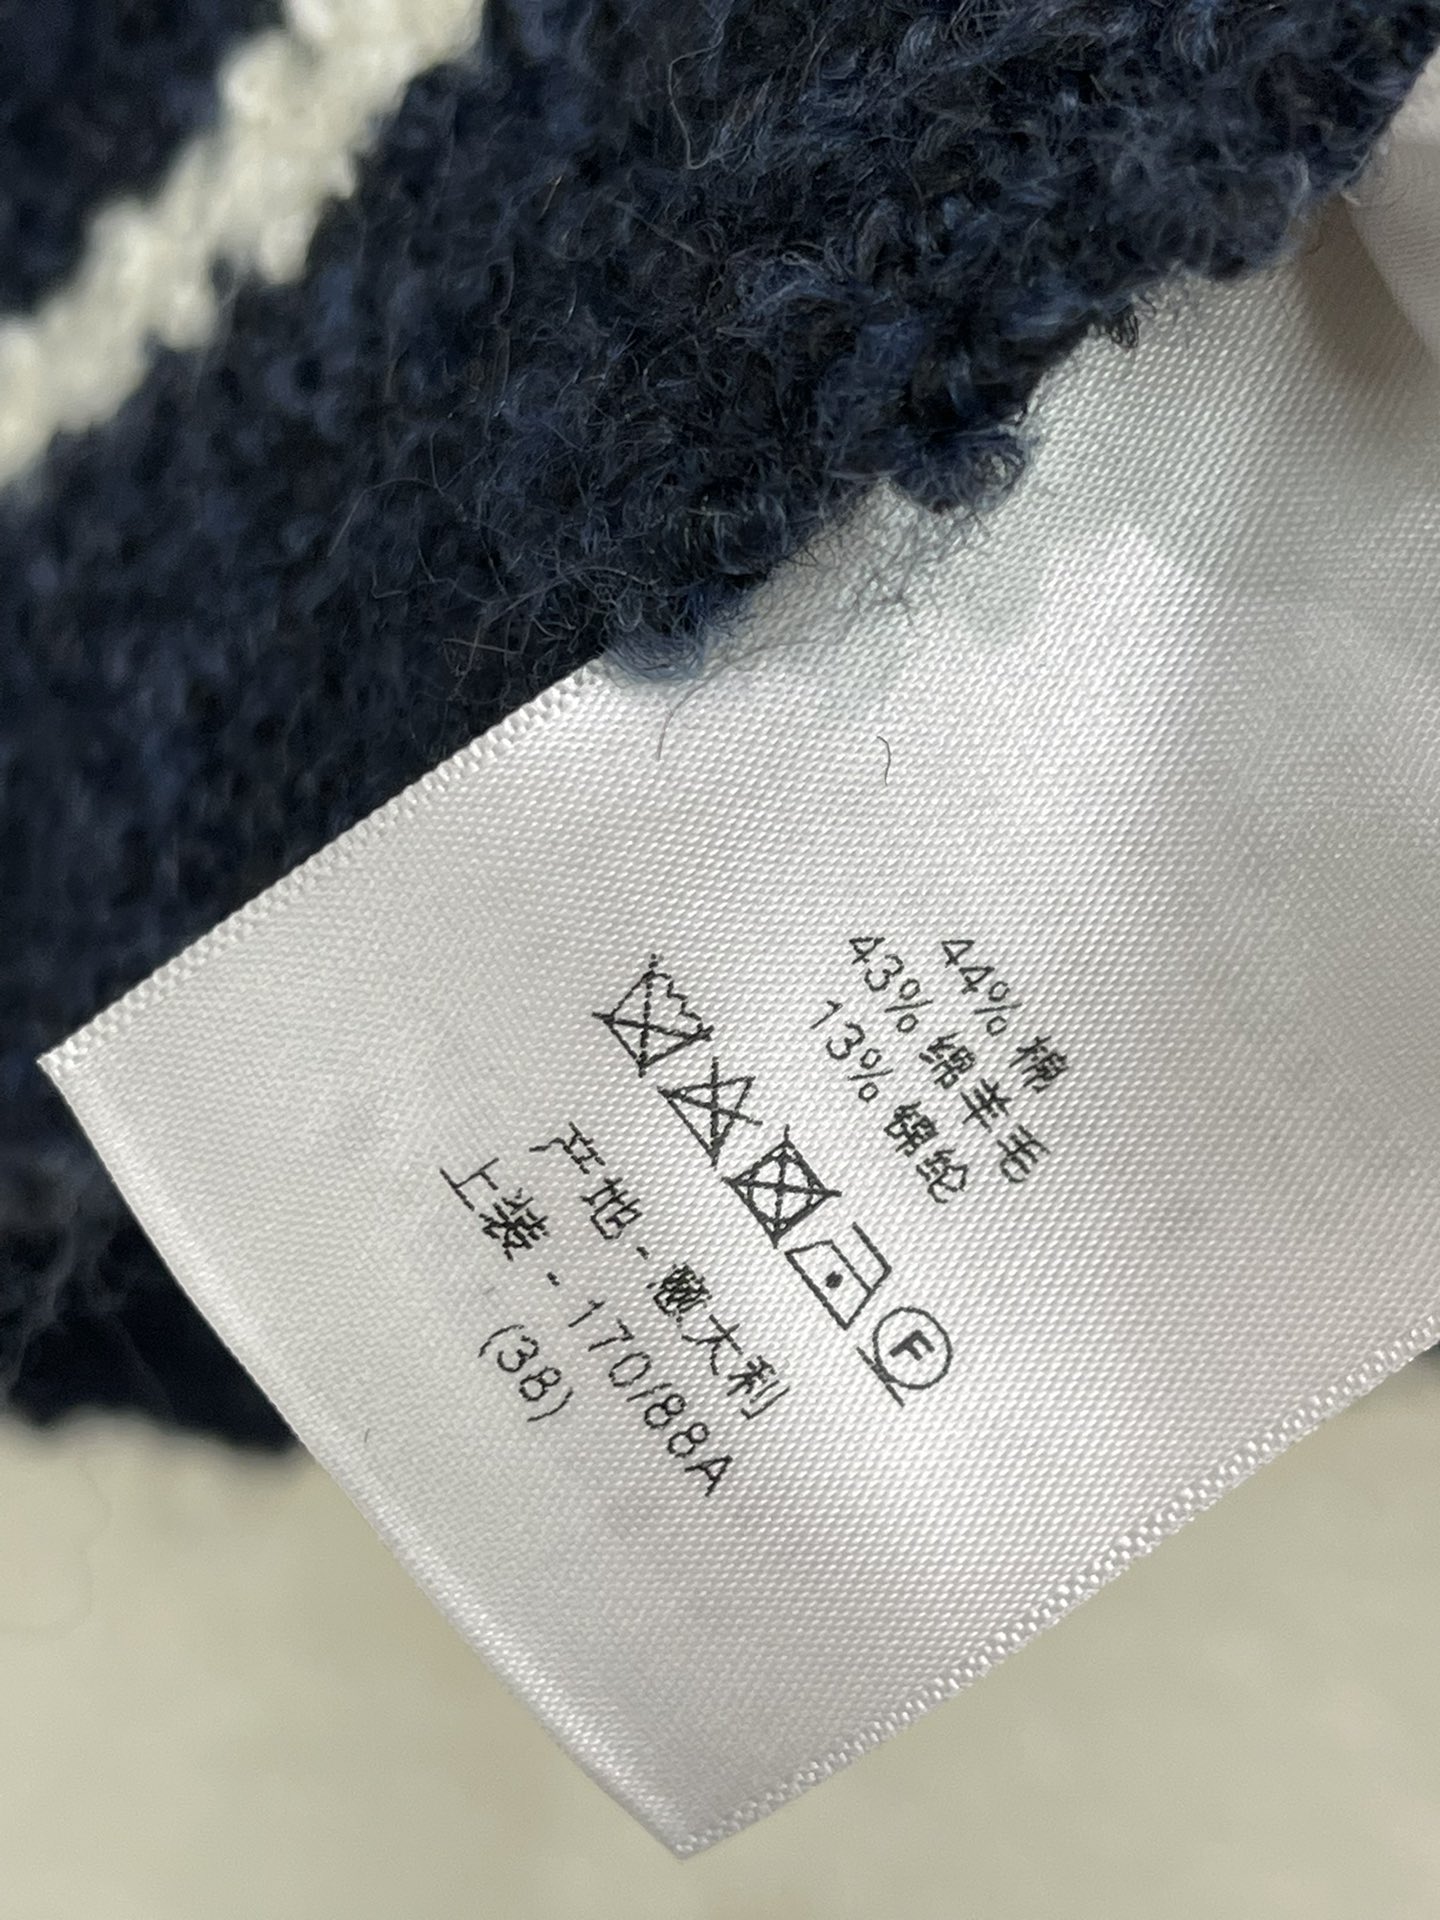 44% 棉
43% 绵羊毛
13% 锦纶
F
产地 - 意大利
上装 - 170/88A
(38)